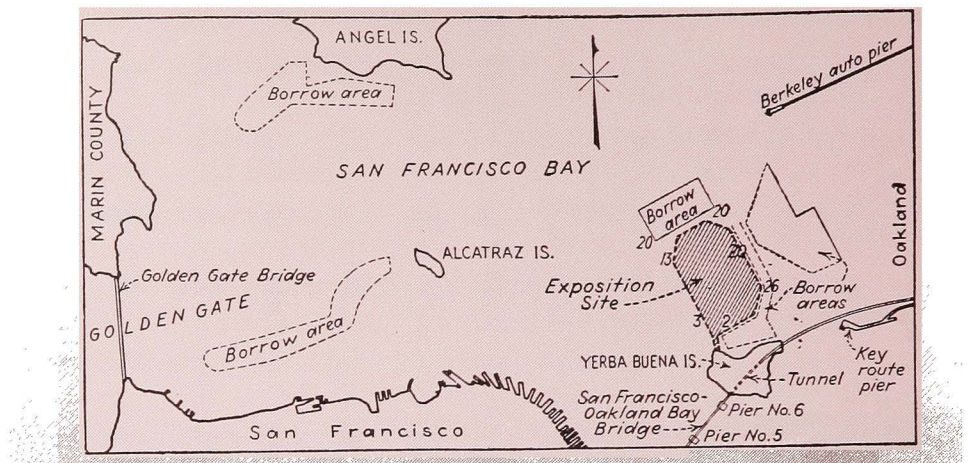 ANGEL IS.
Borrow area
Berkeley auto pier
MARIN COUNTY
SAN FRANCISCO BAY
Borrow
area
20
20
13
22
26
3
2
Oakland
ALCATRAZ IS.
Golden Gate Bridge
GOLDEN GATE
Exposition
Site
Borrow
areas
Borrow area
YERBA BUENA IS.
Tunnel
Key
route
pier
San Francisco-
Oakland Bay
Bridge
Pier No.6
Pier No.5
San Francisco